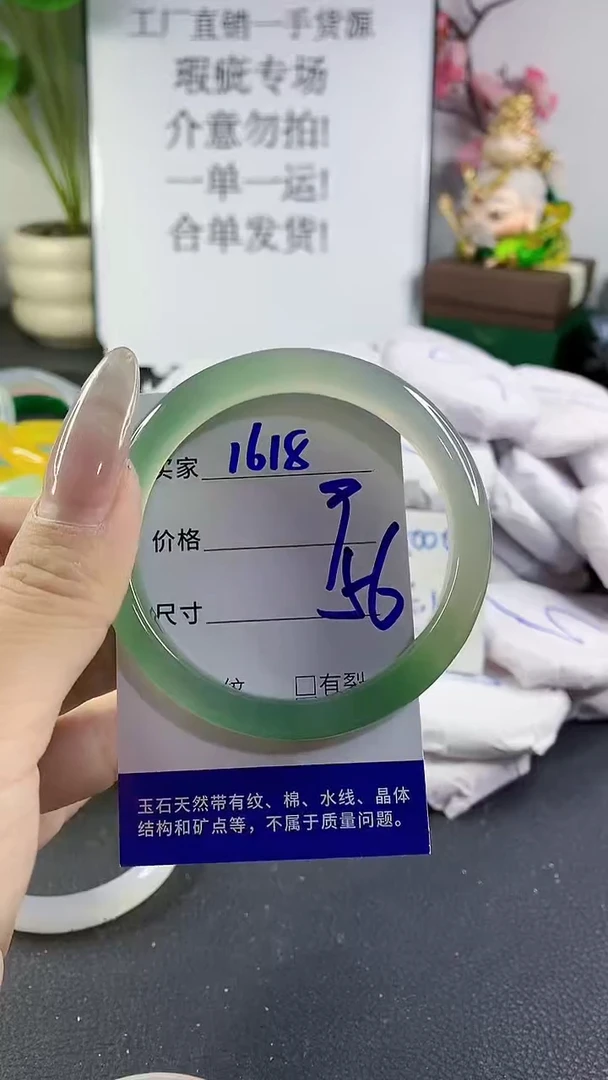 工厂直销一手货源
瑕疵专场
介意勿拍!
一单一运!
合单发货!
买家 1618
价格
尺寸 56
纹 □有裂
玉石天然带有纹、棉、水线、晶体
结构和矿点等，不属于质量问题。